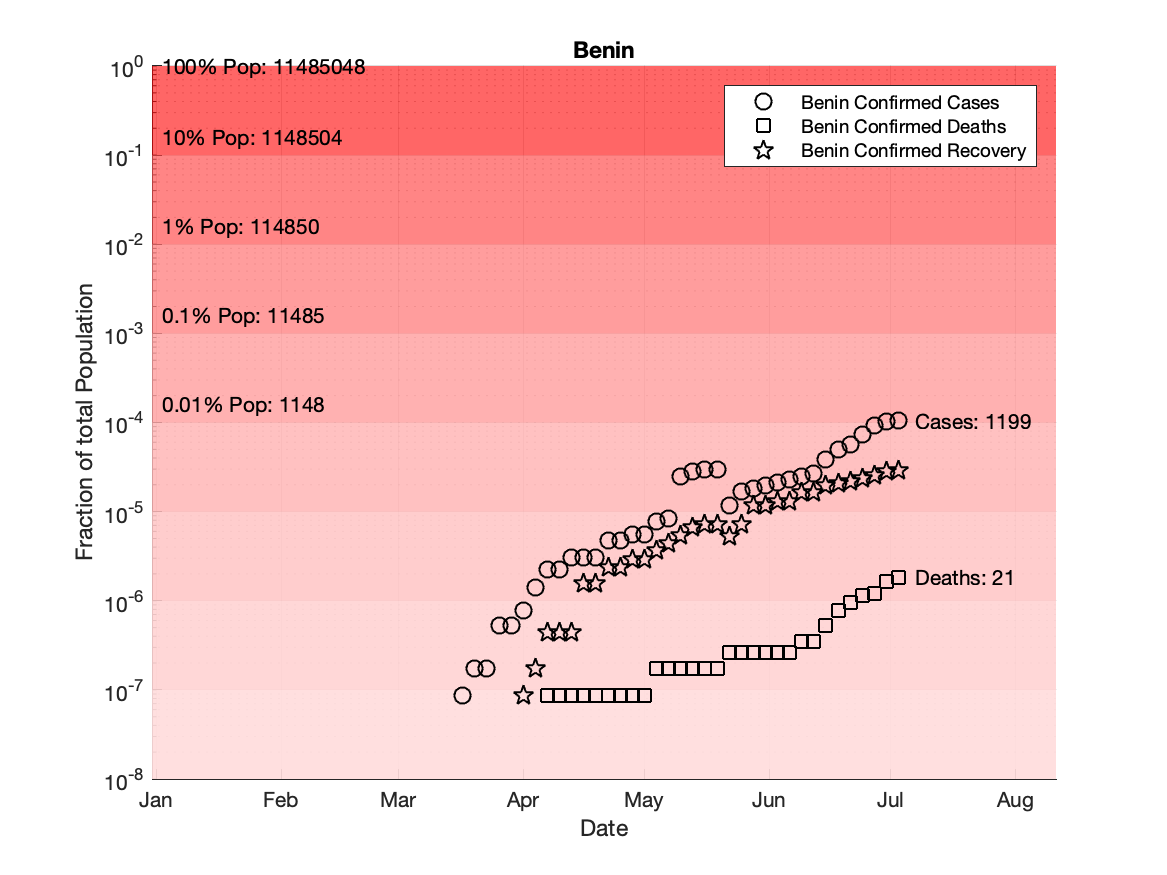 Benin
10^0
100% Pop: 11485048
Benin Confirmed Cases
Benin Confirmed Deaths
Benin Confirmed Recovery
10% Pop: 1148504
10^-1
1% Pop: 114850
10^-2
0.1% Pop: 11485
10^-3
0.01% Pop: 1148
10^-4
Cases: 1199
10^-5
Deaths: 21
10^-6
10^-7
10^-8
Fraction of total Population
Jan Feb Mar Apr May Jun Jul Aug
Date